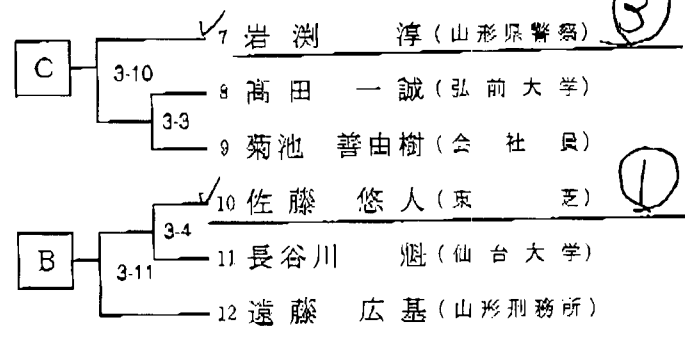 ③
7 岩渕 淳(山形県警察)
C
3-10
8 髙田 一誠(弘前大学)
3-3
9 菊池 善由樹(会社員)
①
10 佐藤 悠人(東芝)
3-4
11 長谷川 魁(仙台大学)
B
3-11
12 遠藤 広基(山形刑務所)